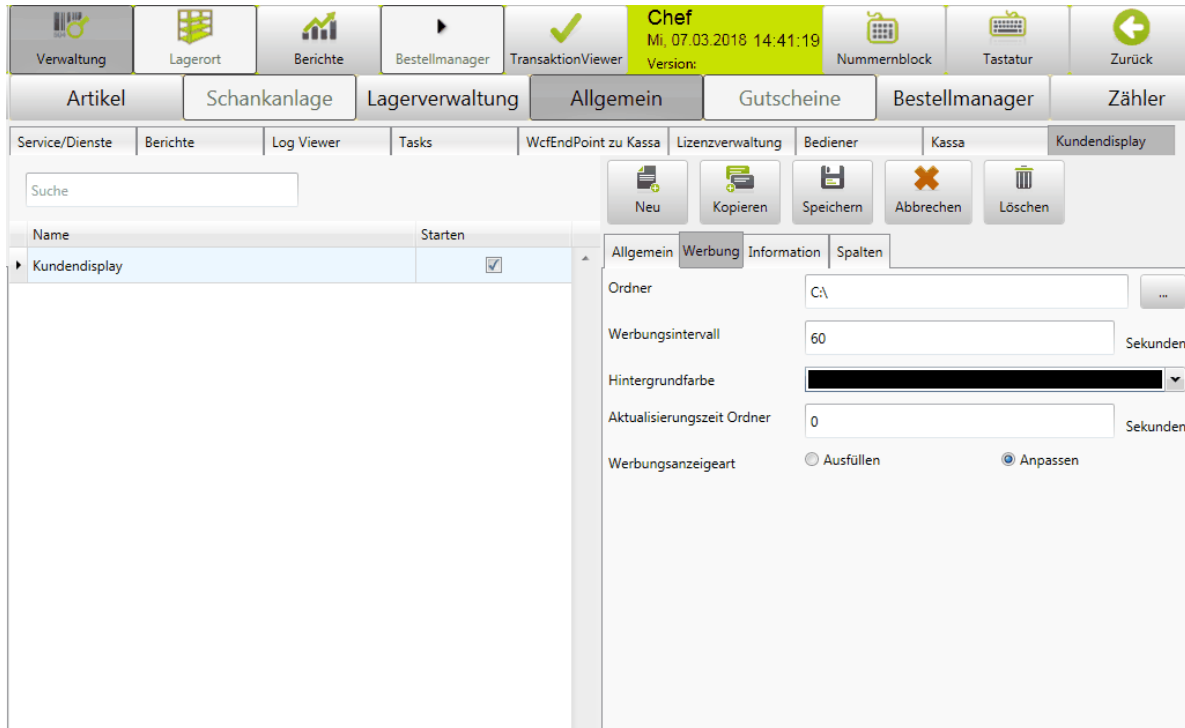 Verwaltung
Lagerort
Berichte
Bestellmanager
TransaktionViewer
Chef
Mi, 07.03.2018 14:41:19
Version:
Nummernblock
Tastatur
Zurück
Artikel
Schankanlage
Lagerverwaltung
Allgemein
Gutscheine
Bestellmanager
Zähler
Service/Dienste
Berichte
Log Viewer
Tasks
WcfEndPoint zu Kassa
Lizenzverwaltung
Bediener
Kassa
Kundendisplay
Suche
Neu
Kopieren
Speichern
Abbrechen
Löschen
Name
Starten
Kundendisplay
Allgemein
Werbung
Information
Spalten
Ordner
C:\
...
Werbungsintervall
60
Sekunden
Hintergrundfarbe
Aktualisierungszeit Ordner
0
Sekunden
Werbungsanzeigeart
Ausfüllen
Anpassen